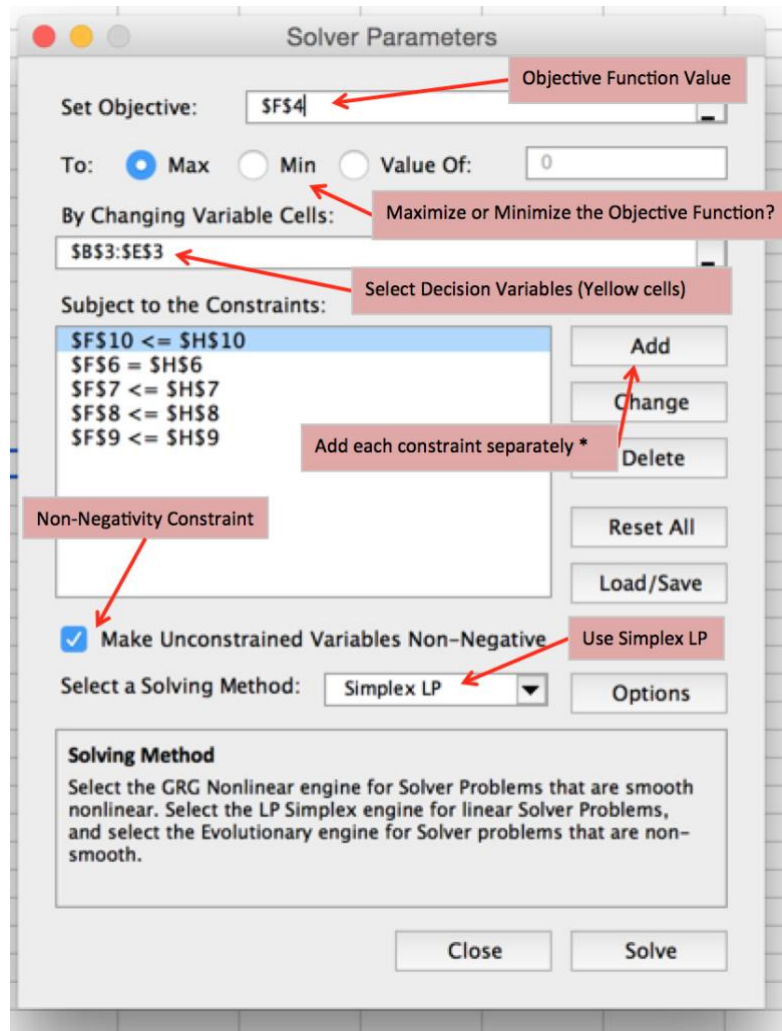 Solver Parameters
Objective Function Value
Set Objective: $F$4
To: Max Min Value Of: 0
Maximize or Minimize the Objective Function?
By Changing Variable Cells:
$B$3:$E$3
Select Decision Variables (Yellow cells)
Subject to the Constraints:
$F$10 <= $H$10
$F$6 = $H$6
$F$7 <= $H$7
$F$8 <= $H$8
$F$9 <= $H$9
Add
Change
Add each constraint separately *
Delete
Non-Negativity Constraint
Reset All
Load/Save
Make Unconstrained Variables Non-Negative
Use Simplex LP
Select a Solving Method: Simplex LP
Options
Solving Method
Select the GRG Nonlinear engine for Solver Problems that are smooth
nonlinear. Select the LP Simplex engine for linear Solver Problems,
and select the Evolutionary engine for Solver problems that are non-
smooth.
Close Solve